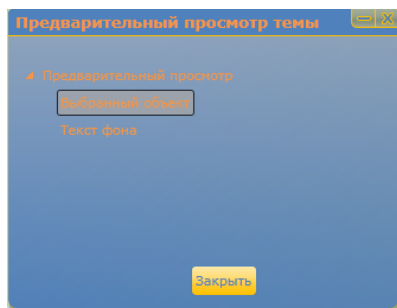 Предварительный просмотр темы
Предварительный просмотр
Выбранный объект
Текст фона
Закрыть